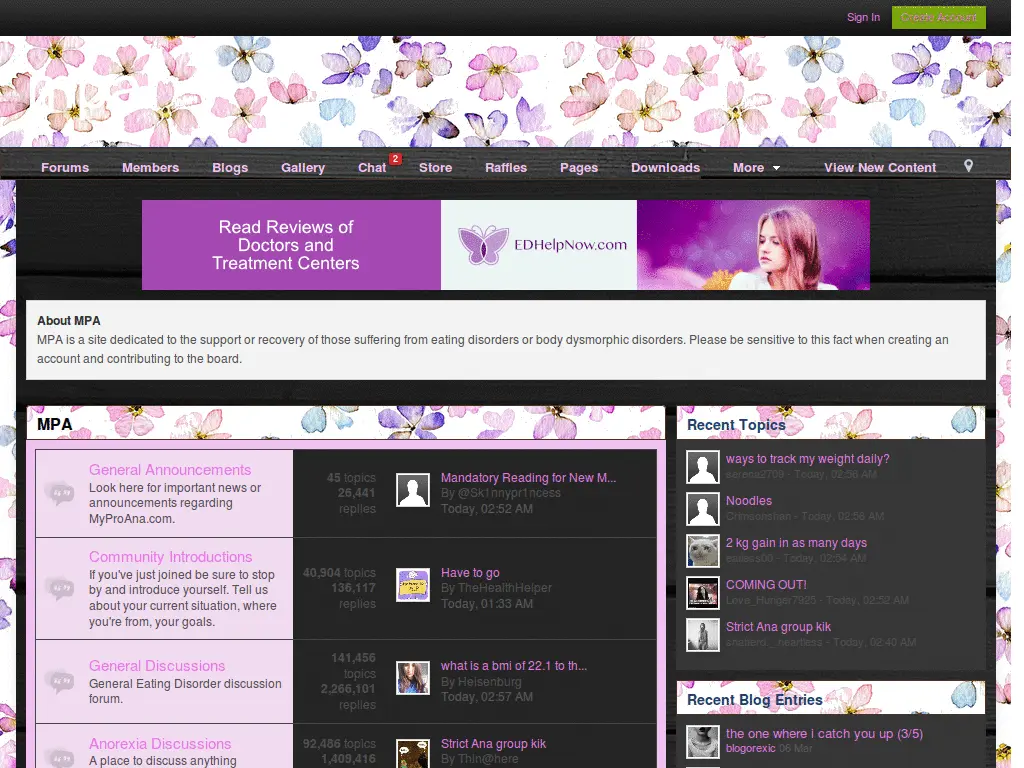 Sign In
Create Account
Forums
Members
Blogs
Gallery
Chat
2
Store
Raffles
Pages
Downloads
More
View New Content
Read Reviews of
Doctors and
Treatment Centers
EDHelpNow.com
About MPA
MPA is a site dedicated to the support or recovery of those suffering from eating disorders or body dysmorphic disorders. Please be sensitive to this fact when creating an
account and contributing to the board.
MPA
General Announcements
Look here for important news or
announcements regarding
MyProAna.com.
45 topics
26,441
replies
Mandatory Reading for New M...
By @Sk1nnypr1ncess
Today, 02:52 AM
Community Introductions
If you've just joined be sure to stop
by and introduce yourself. Tell us
about your current situation, where
you're from, your goals.
40,904 topics
136,117
replies
Have to go
By TheHealthHelper
Today, 01:33 AM
General Discussions
General Eating Disorder discussion
forum.
141,456
topics
2,266,101
replies
what is a bmi of 22.1 to th...
By Heisenburg
Today, 02:57 AM
Anorexia Discussions
A place to discuss anything
92,486 topics
1,409,416
Strict Ana group kik
By Thin@here
Recent Topics
ways to track my weight daily?
serena2709 - Today, 02:58 AM
Noodles
Crimsonchan - Today, 02:56 AM
2 kg gain in as many days
Today, 02:54 AM
COMING OUT!
Love_Hunger7925 - Today, 02:52 AM
Strict Ana group kik
Today, 02:40 AM
Recent Blog Entries
the one where i catch you up (3/5)
blogorexic 06 Mar